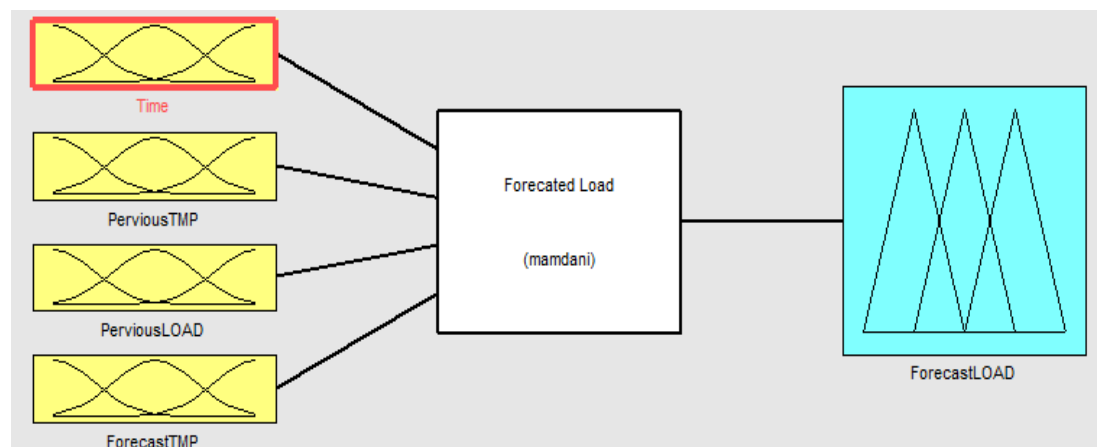 Time
PerviousTMP
PerviousLOAD
ForecastTMP
Forecated Load
(mamdani)
ForecastLOAD